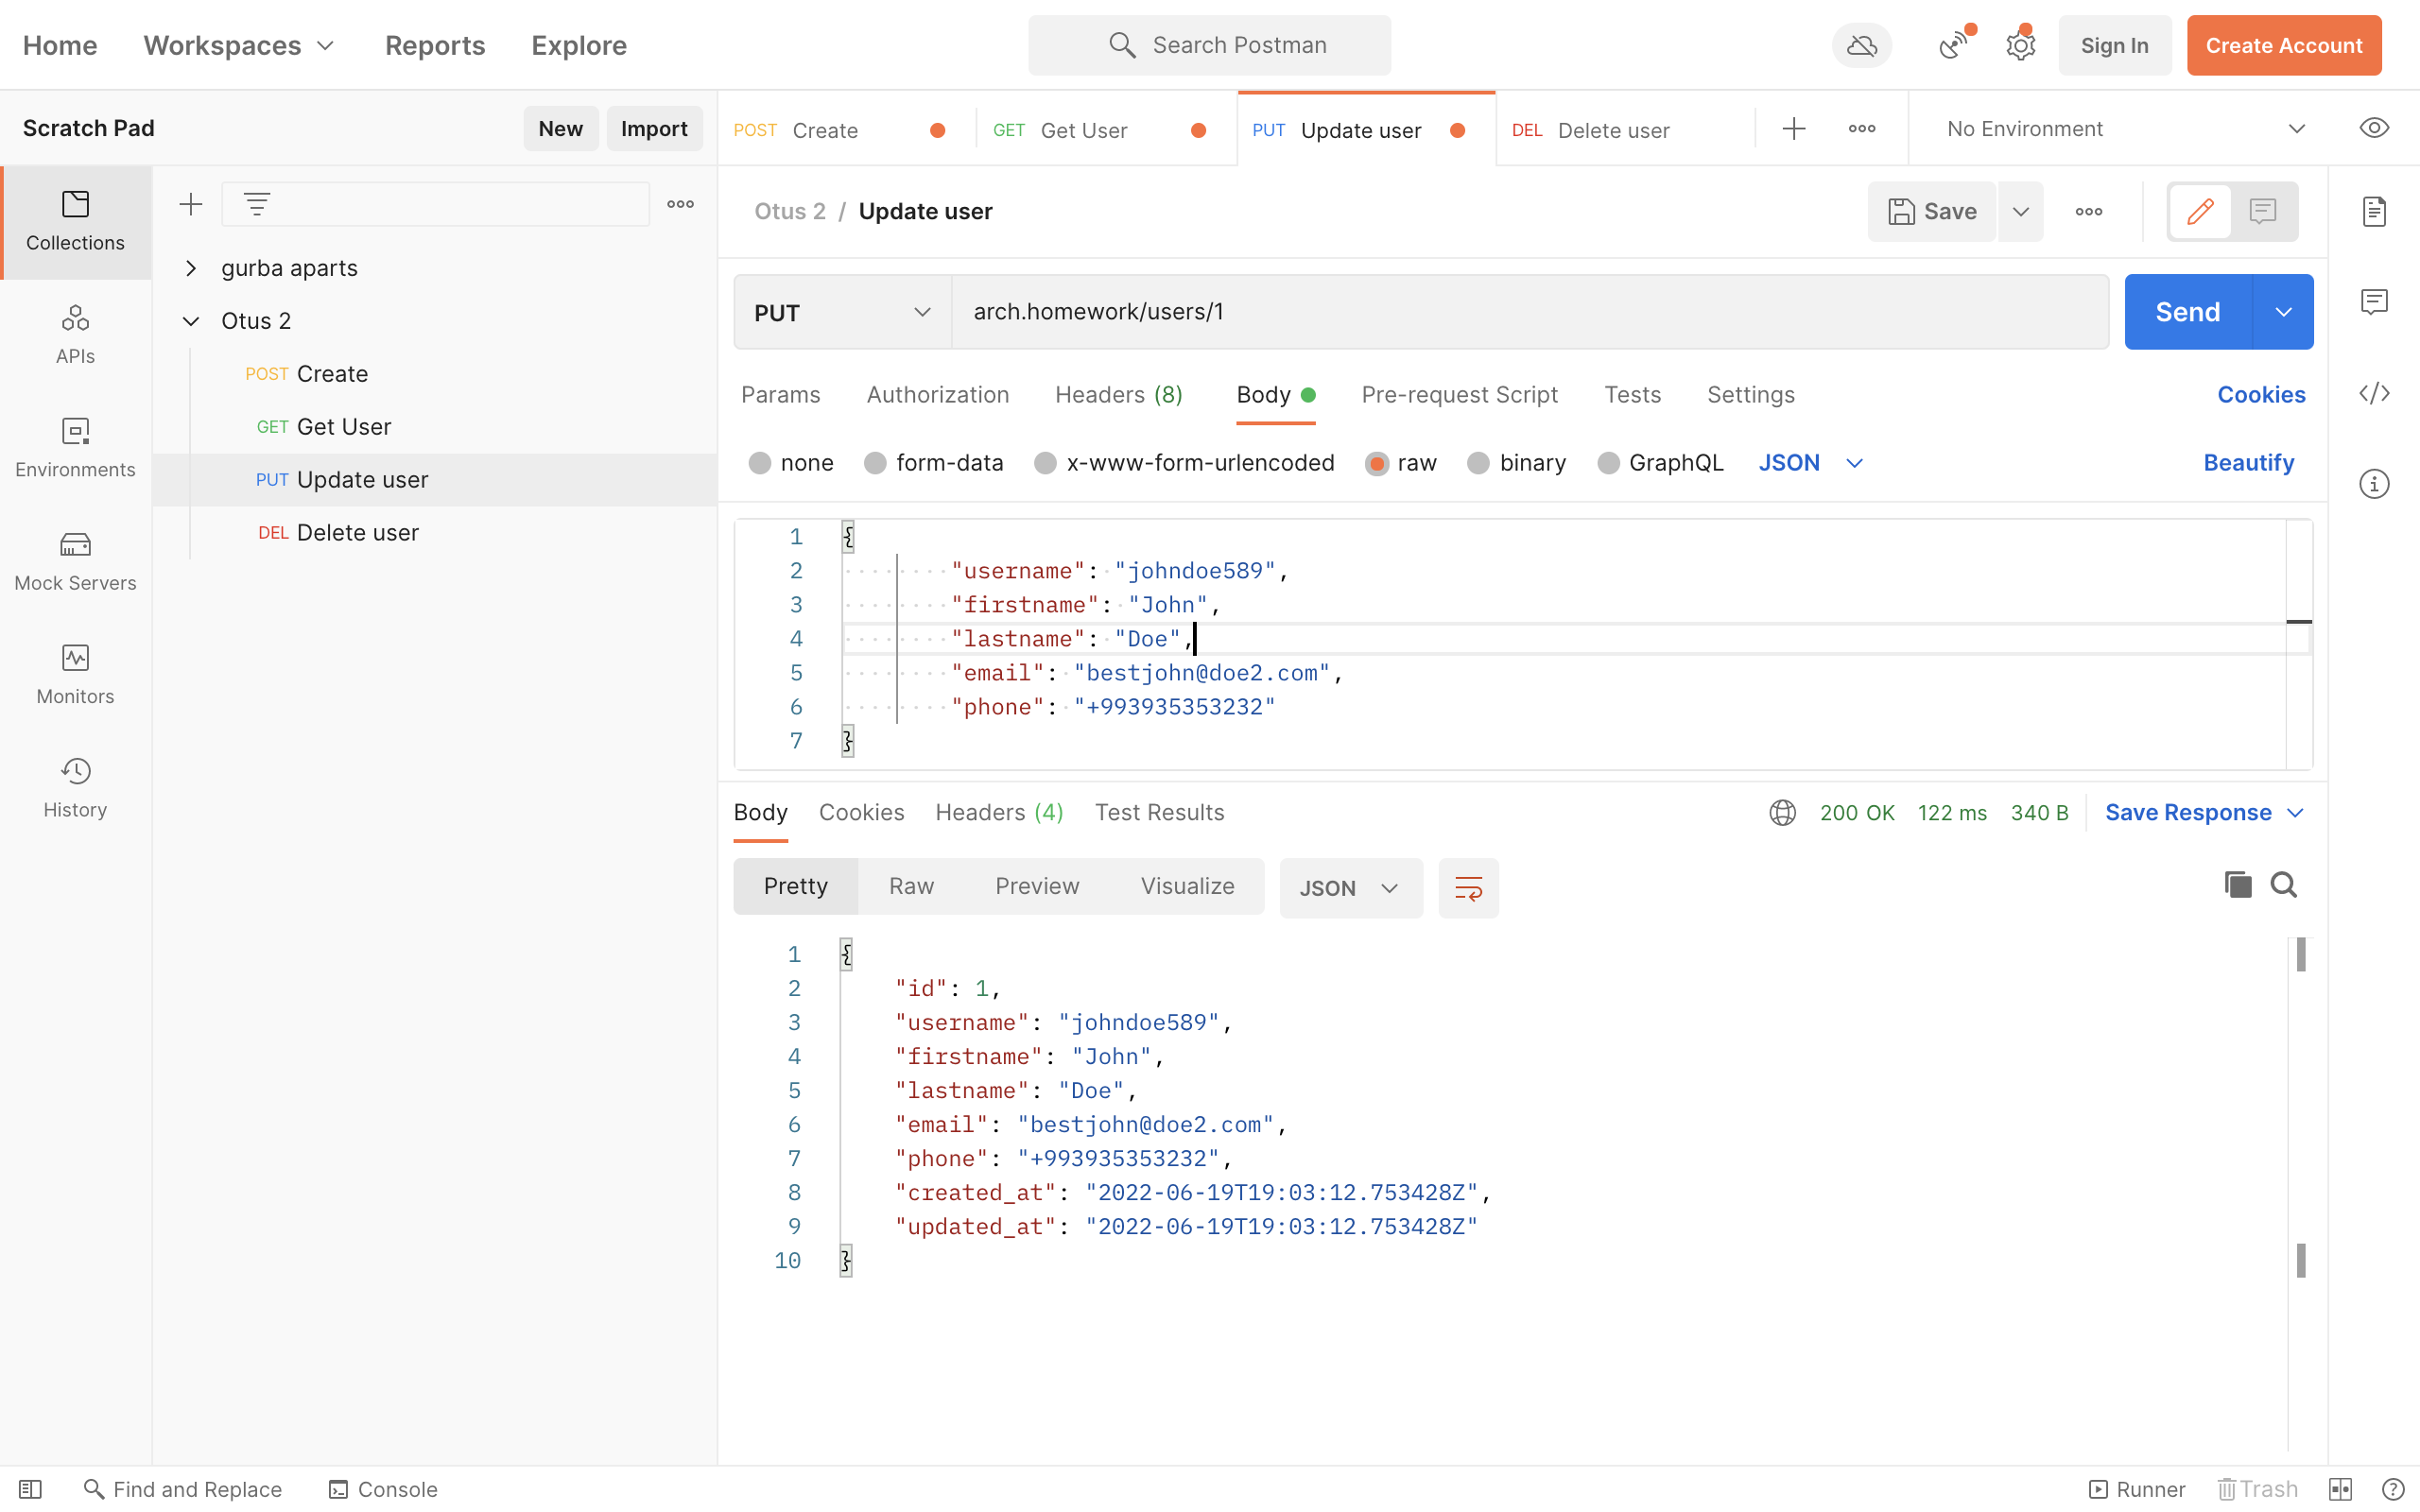 Home Workspaces Reports Explore Search Postman Sign In Create Account
Scratch Pad New Import POST Create GET Get User PUT Update user DEL Delete user No Environment
Collections
APIs
Environments
Mock Servers
Monitors
History
gurba aparts
Otus 2
POST Create
GET Get User
PUT Update user
DEL Delete user
Otus 2 / Update user Save
PUT arch.homework/users/1 Send
Params Authorization Headers (8) Body Pre-request Script Tests Settings Cookies
none form-data x-www-form-urlencoded raw binary GraphQL JSON Beautify
1 {
2 "username": "johndoe589",
3 "firstname": "John",
4 "lastname": "Doe",
5 "email": "bestjohn@doe2.com",
6 "phone": "+993935353232"
7 }
Body Cookies Headers (4) Test Results 200 OK 122 ms 340 B Save Response
Pretty Raw Preview Visualize JSON
1 {
2 "id": 1,
3 "username": "johndoe589",
4 "firstname": "John",
5 "lastname": "Doe",
6 "email": "bestjohn@doe2.com",
7 "phone": "+993935353232",
8 "created_at": "2022-06-19T19:03:12.753428Z",
9 "updated_at": "2022-06-19T19:03:12.753428Z"
10 }
Find and Replace Console Runner Trash